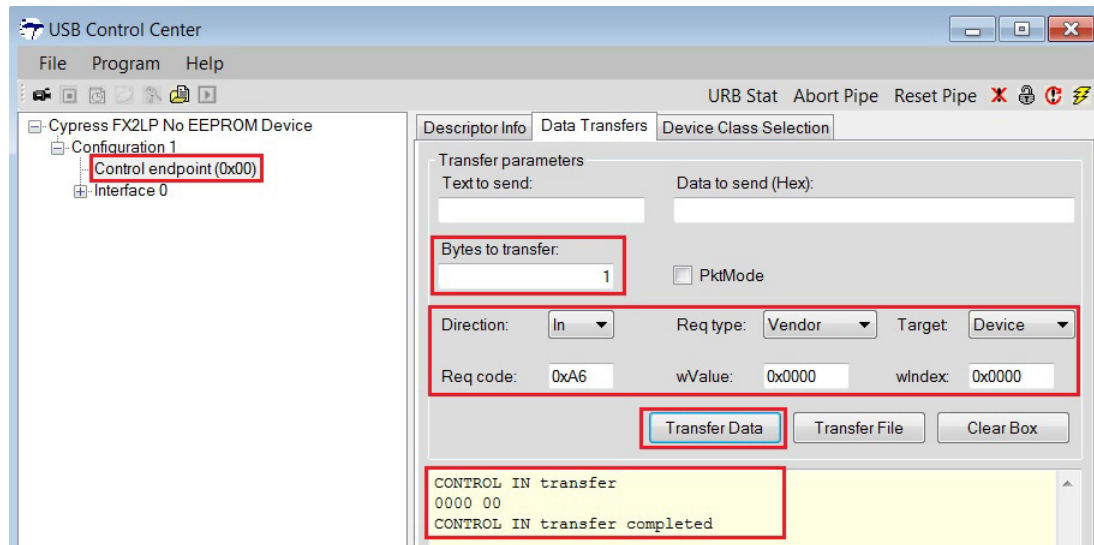 USB Control Center
File Program Help
URB Stat Abort Pipe Reset Pipe
Cypress FX2LP No EEPROM Device
Configuration 1
Control endpoint (0x00)
Interface 0
Descriptor Info Data Transfers Device Class Selection
Transfer parameters
Text to send: Data to send (Hex):
Bytes to transfer:
1 PktMode
Direction: In Req type: Vendor Target: Device
Req code: 0xA6 wValue: 0x0000 wIndex: 0x0000
Transfer Data Transfer File Clear Box
CONTROL IN transfer
0000 00
CONTROL IN transfer completed